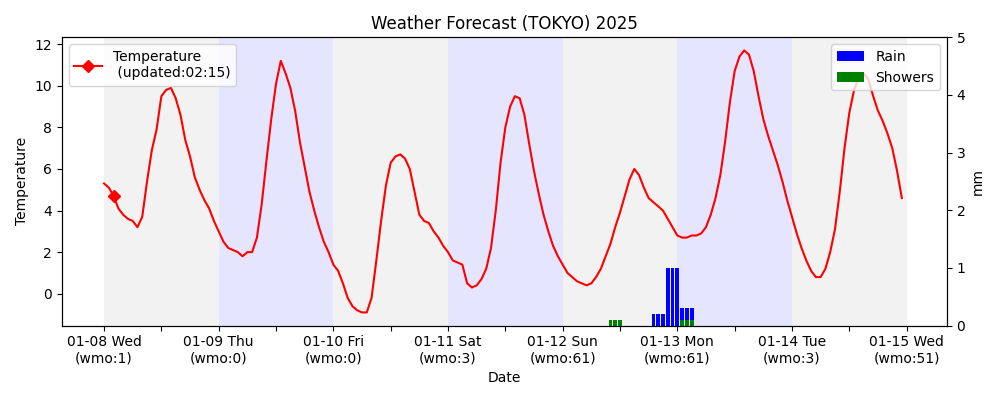 Weather Forecast (TOKYO) 2025
Temperature
(updated:02:15)
Rain
Showers
12
10
8
6
4
2
0
Temperature
5
4
3
2
1
0
mm
01-08 Wed
(wmo:1)
01-09 Thu
(wmo:0)
01-10 Fri
(wmo:0)
01-11 Sat
(wmo:3)
01-12 Sun
(wmo:61)
01-13 Mon
(wmo:61)
01-14 Tue
(wmo:3)
01-15 Wed
(wmo:51)
Date